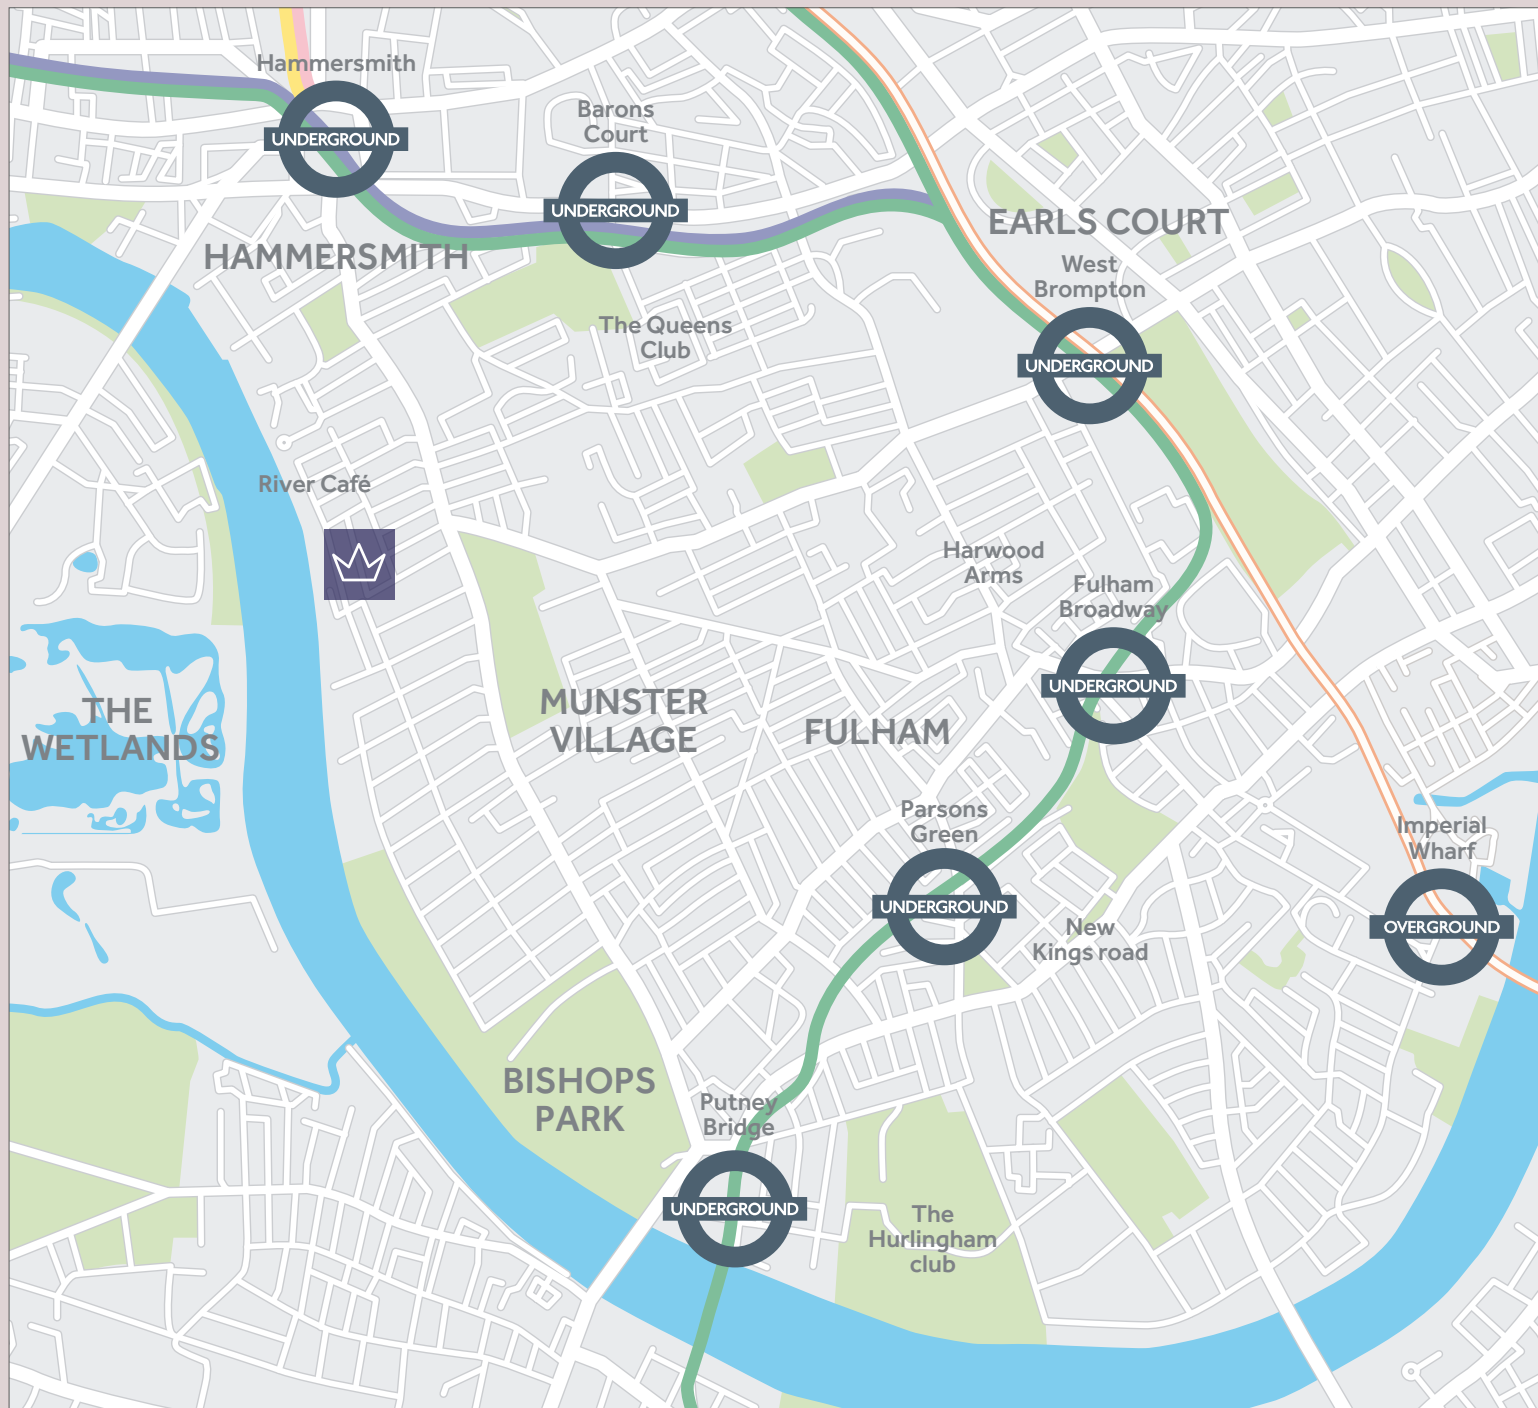 Hammersmith
UNDERGROUND
Barons
Court
UNDERGROUND
HAMMERSMITH
EARLS COURT
West
Brompton
UNDERGROUND
The Queens
Club
River Café
Harwood
Arms
Fulham
Broadway
UNDERGROUND
THE
WETLANDS
MUNSTER
VILLAGE
FULHAM
Parsons
Green
UNDERGROUND
Imperial
Wharf
OVERGROUND
New
Kings road
BISHOPS
PARK
Putney
Bridge
UNDERGROUND
The
Hurlingham
club